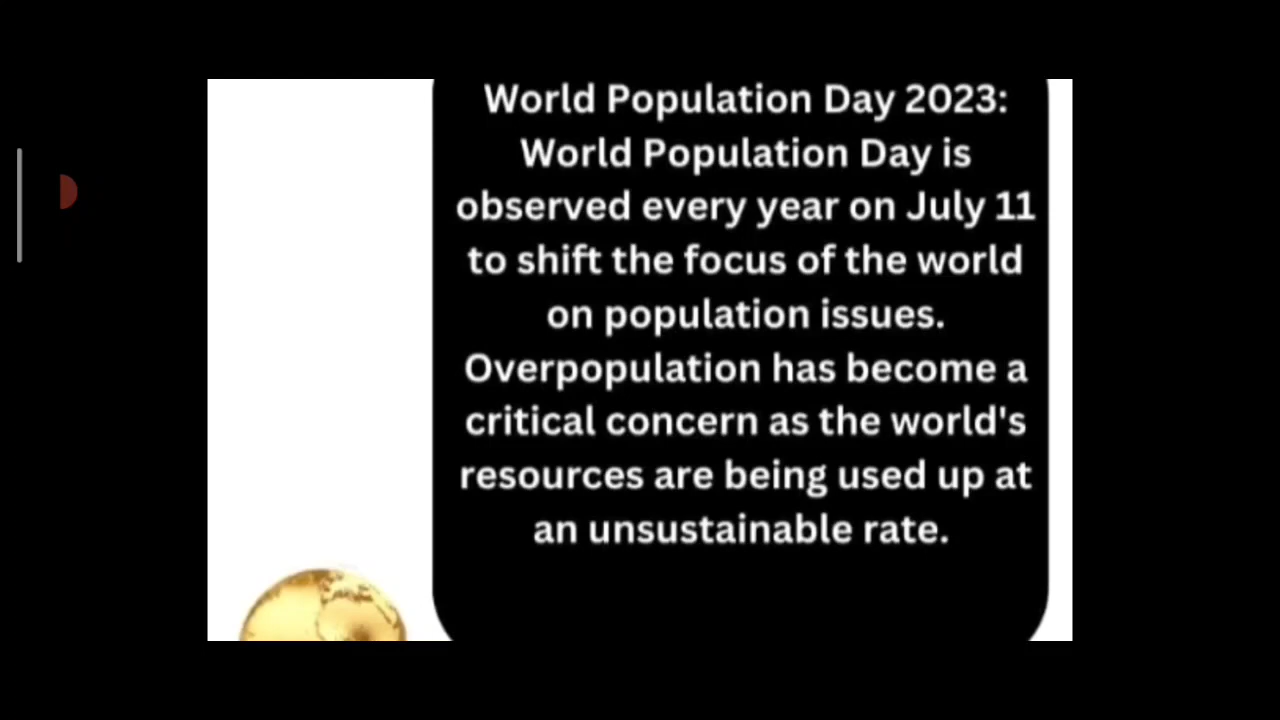 World Population Day 2023:
World Population Day is
observed every year on July 11
to shift the focus of the world
on population issues.
Overpopulation has become a
critical concern as the world's
resources are being used up at
an unsustainable rate.